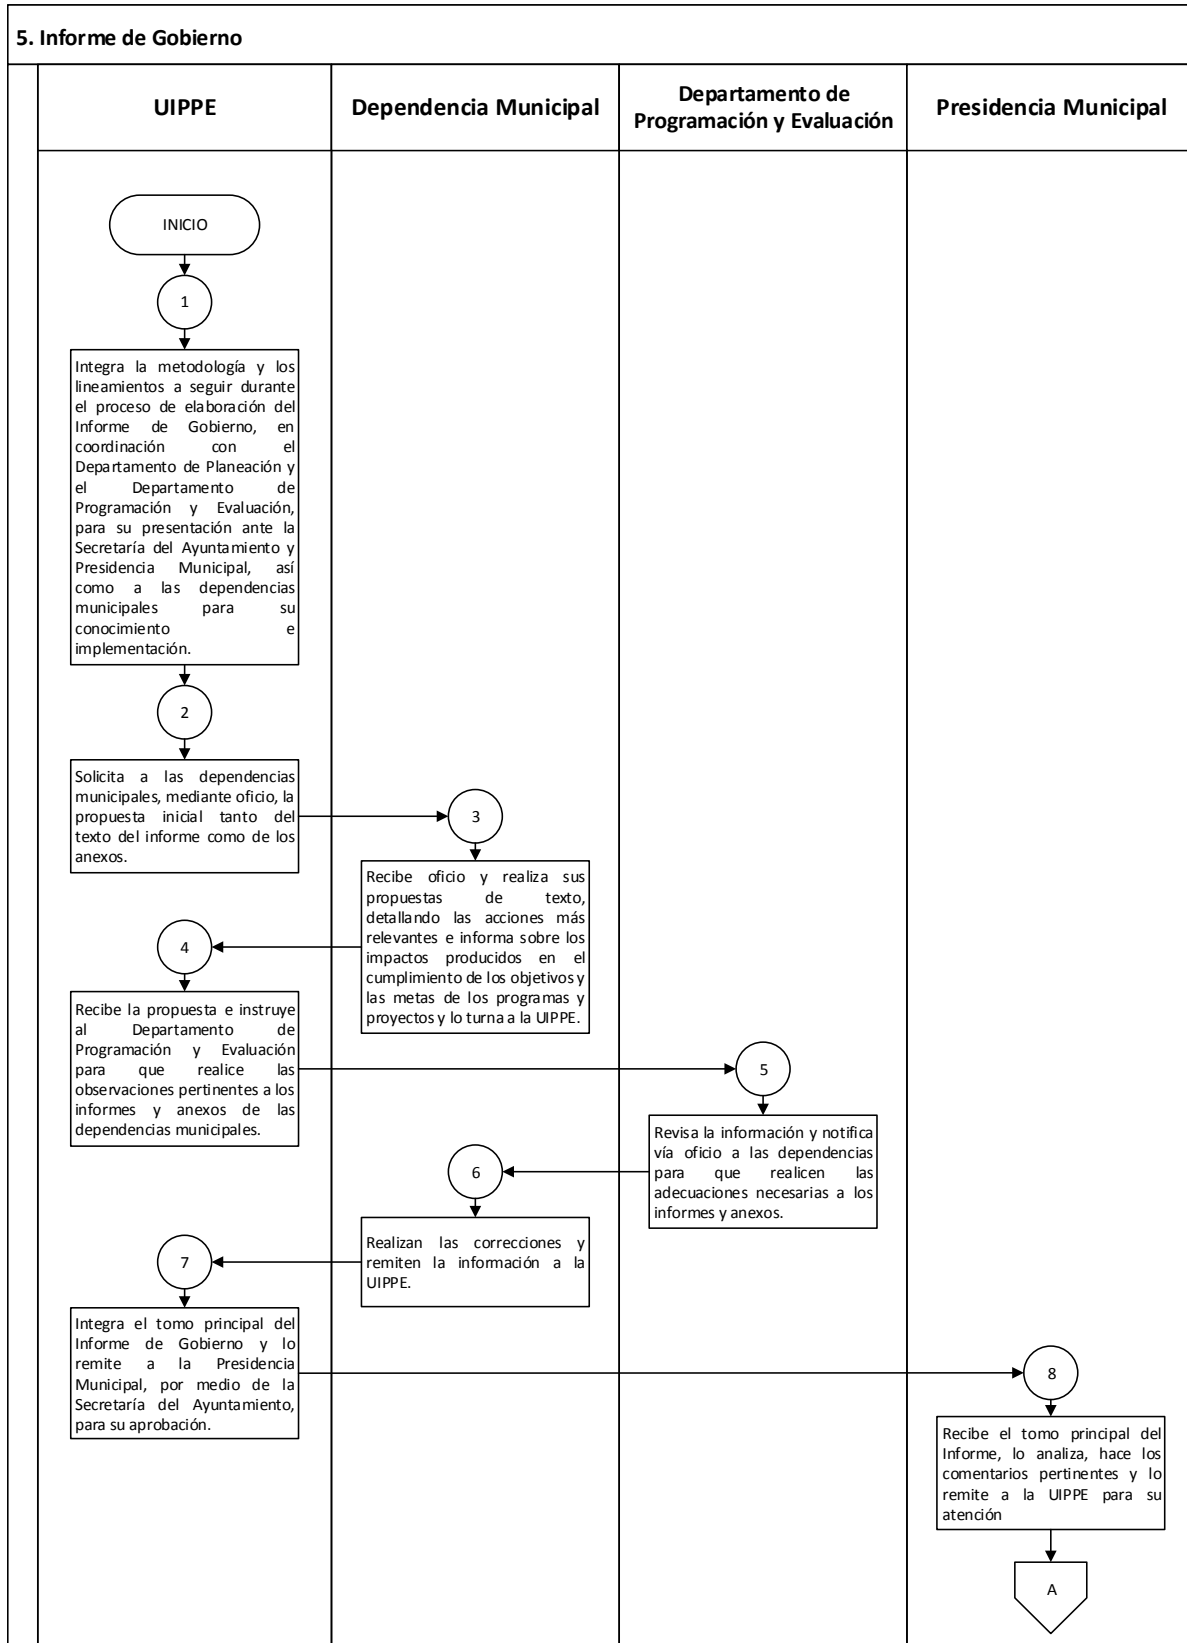 5. Informe de Gobierno
UIPPE
Dependencia Municipal
Departamento de
Programación y Evaluación
Presidencia Municipal
INICIO
1
Integra la metodología y los
lineamientos a seguir durante
el proceso de elaboración del
Informe de Gobierno, en
coordinación con el
Departamento de Planeación y
el Departamento de
Programación y Evaluación,
para su presentación ante la
Secretaría del Ayuntamiento y
Presidencia Municipal, así
como a las dependencias
municipales para su
conocimiento e
implementación.
2
Solicita a las dependencias
municipales, mediante oficio, la
propuesta inicial tanto del
texto del informe como de los
anexos.
3
Recibe oficio y realiza sus
propuestas de texto,
detallando las acciones más
relevantes e informa sobre los
impactos producidos en el
cumplimiento de los objetivos y
las metas de los programas y
proyectos y lo turna a la UIPPE.
4
Recibe la propuesta e instruye
al Departamento de
Programación y Evaluación
para que realice las
observaciones pertinentes a los
informes y anexos de las
dependencias municipales.
5
Revisa la información y notifica
vía oficio a las dependencias
para que realicen las
adecuaciones necesarias a los
informes y anexos.
6
Realizan las correcciones y
remiten la información a la
UIPPE.
7
Integra el tomo principal del
Informe de Gobierno y lo
remite a la Presidencia
Municipal, por medio de la
Secretaría del Ayuntamiento,
para su aprobación.
8
Recibe el tomo principal del
Informe, lo analiza, hace los
comentarios pertinentes y lo
remite a la UIPPE para su
atención
A